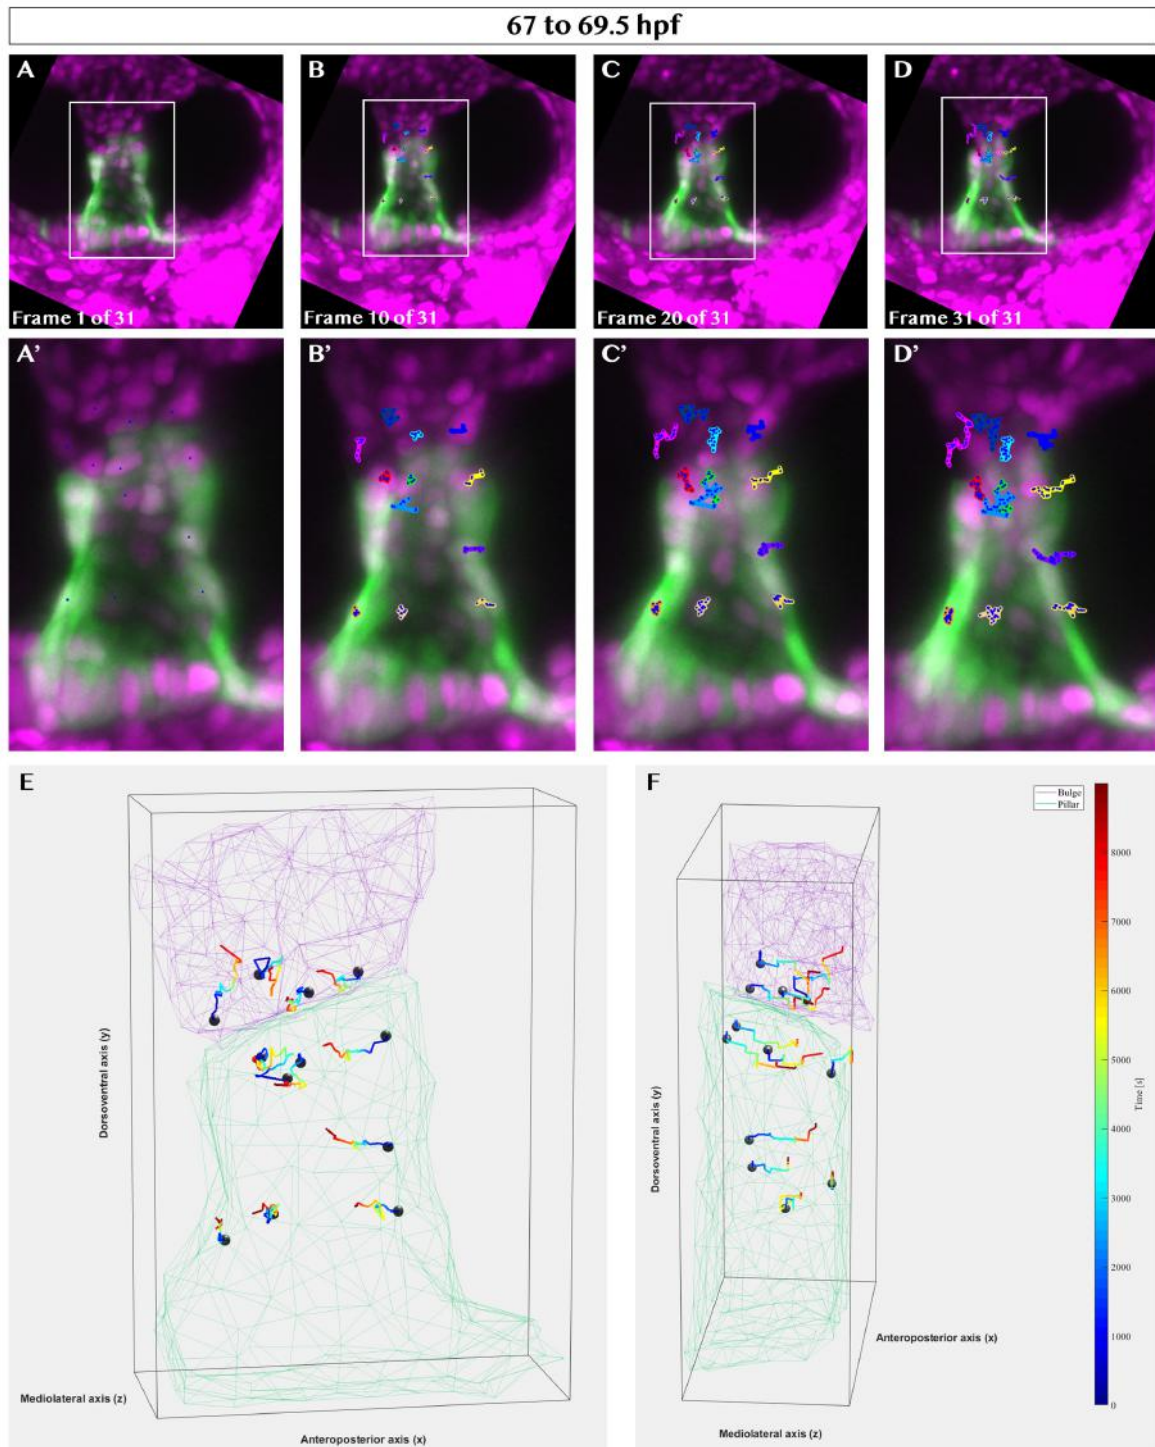 67 to 69.5 hpf
A
B
C
D
Frame 1 of 31
Frame 10 of 31
Frame 20 of 31
Frame 31 of 31
A'
B'
C'
D'
E
F
Bulge
Pillar
8000
7000
6000
5000
4000
3000
2000
1000
0
Time [s]
Dorsoventral axis (y)
Mediolateral axis (z)
Anteroposterior axis (x)
Dorsoventral axis (y)
Anteroposterior axis (x)
Mediolateral axis (z)